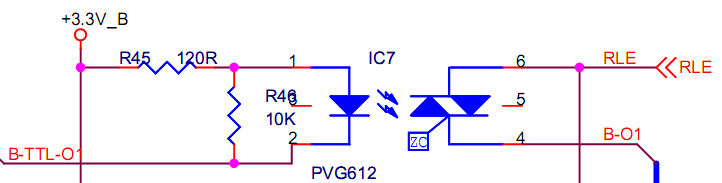 +3.3V_B
R45 120R 1 IC7 6 RLE RLE
R46 3 5
10K
B-TTL-O1 2 ZC 4 B-O1
PVG612